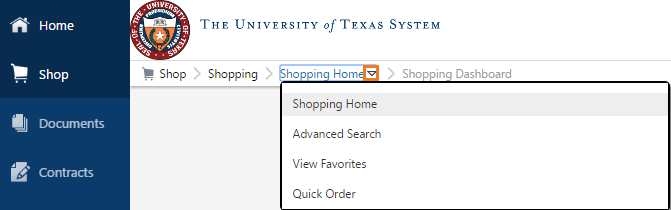 Home
Shop
Documents
Contracts
THE UNIVERSITY of TEXAS SYSTEM
Shop > Shopping > Shopping Home > Shopping Dashboard
Shopping Home
Advanced Search
View Favorites
Quick Order